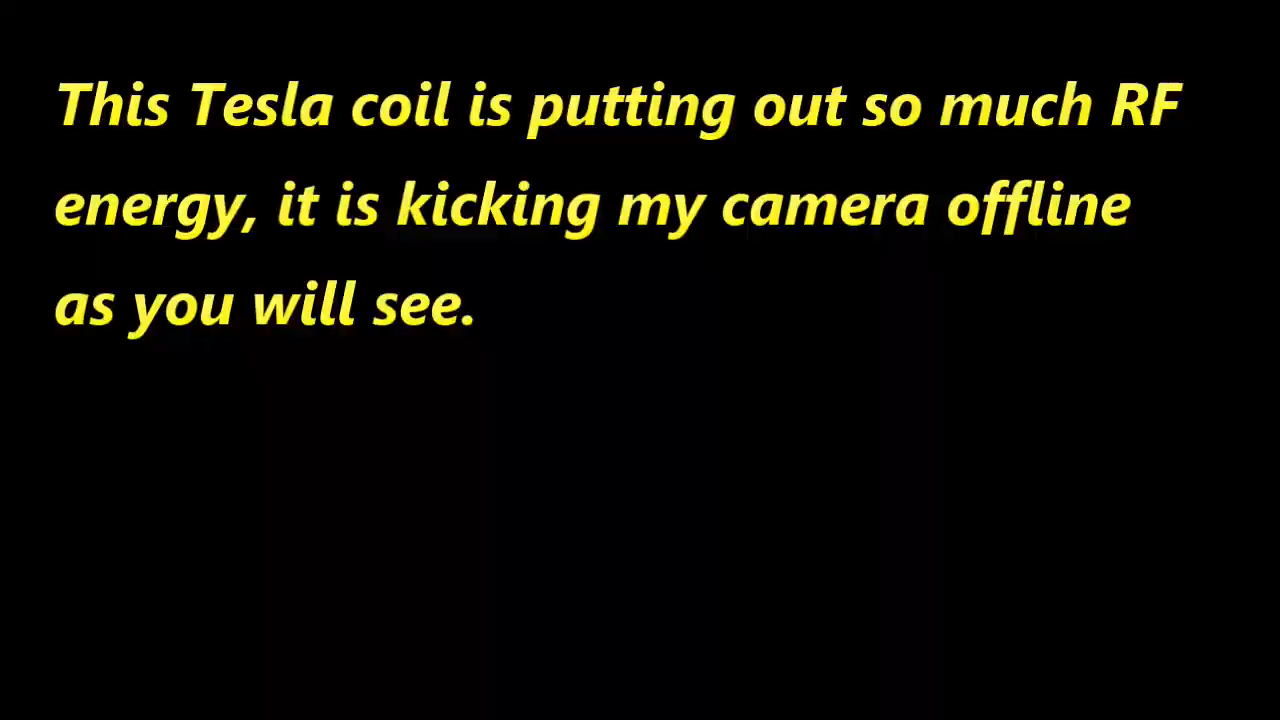 This Tesla coil is putting out so much RF
energy, it is kicking my camera offline
as you will see.